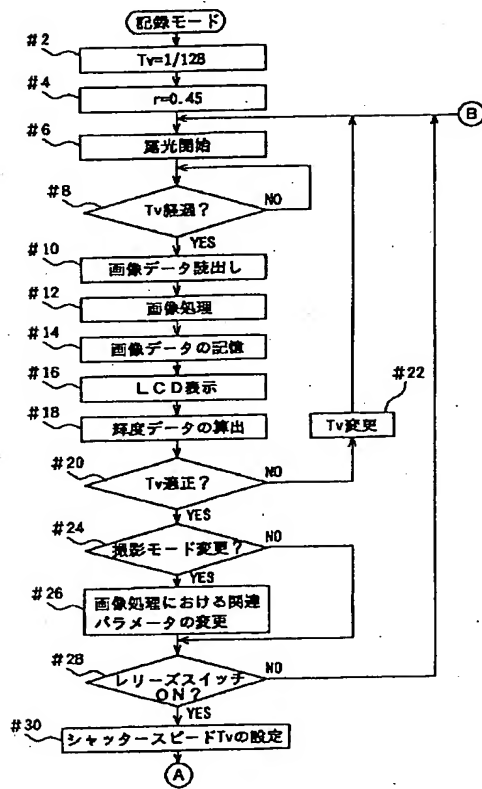 記録モード
#2
Tv=1/128
#4
r=0.45
B
#6
露光開始
#8
Tv経過?
NO
YES
#10
画像データ読出し
#12
画像処理
#14
画像データの記憶
#16
LCD表示
#18
輝度データの算出
#22
Tv変更
#20
Tv適正?
NO
YES
#24
撮影モード変更?
NO
YES
#26
画像処理における関連
パラメータの変更
#28
レリーズスイッチ
ON?
NO
YES
#30
シャッタースピードTvの設定
A